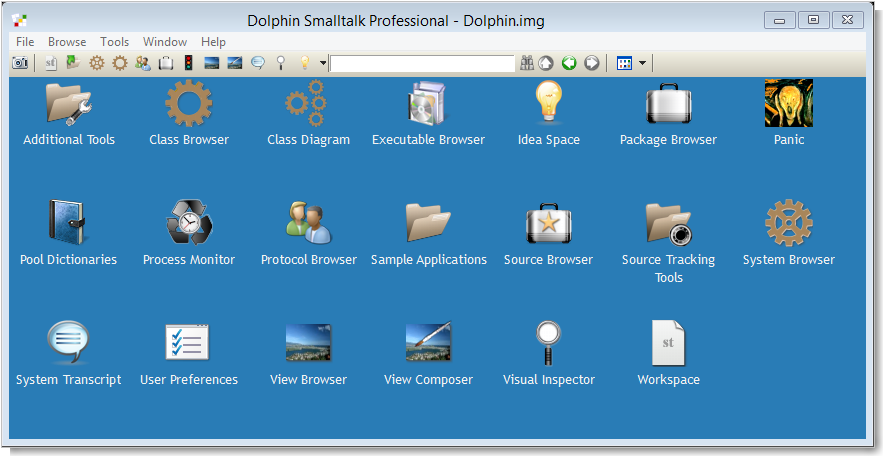 Dolphin Smalltalk Professional - Dolphin.img
File Browse Tools Window Help
st
Additional Tools Class Browser Class Diagram Executable Browser Idea Space Package Browser Panic
Pool Dictionaries Process Monitor Protocol Browser Sample Applications Source Browser Source Tracking System Browser
Tools
st
System Transcript User Preferences View Browser View Composer Visual Inspector Workspace